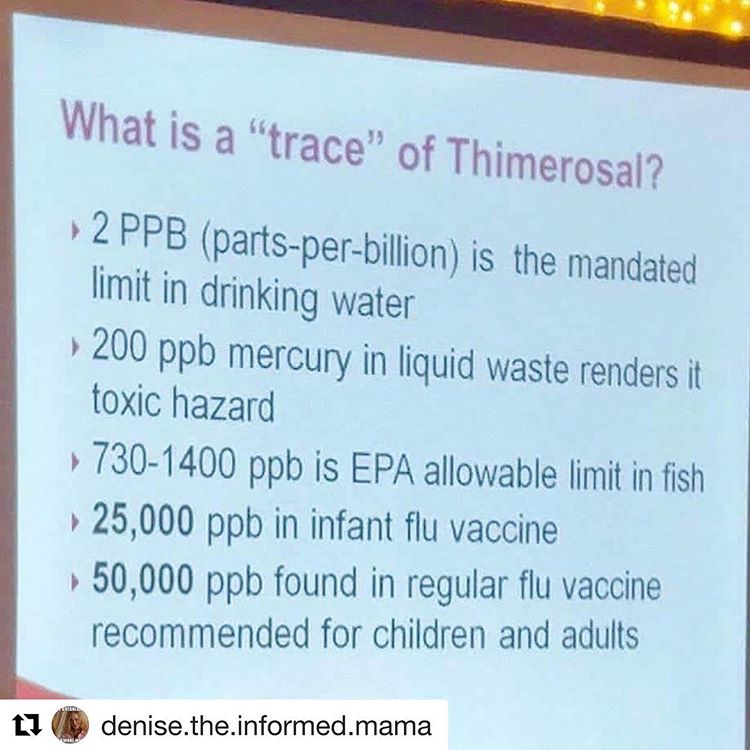 What is a “trace” of Thimerosal?
2 PPB (parts-per-billion) is the mandated
limit in drinking water
200 ppb mercury in liquid waste renders it
toxic hazard
730-1400 ppb is EPA allowable limit in fish
25,000 ppb in infant flu vaccine
50,000 ppb found in regular flu vaccine
recommended for children and adults
denise.the.informed.mama